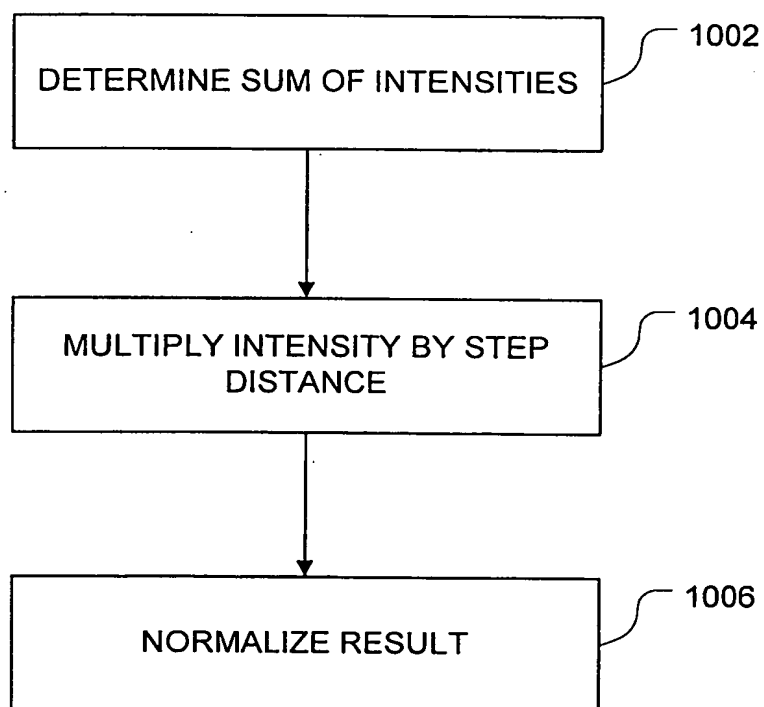 1002
DETERMINE SUM OF INTENSITIES
1004
MULTIPLY INTENSITY BY STEP
DISTANCE
1006
NORMALIZE RESULT